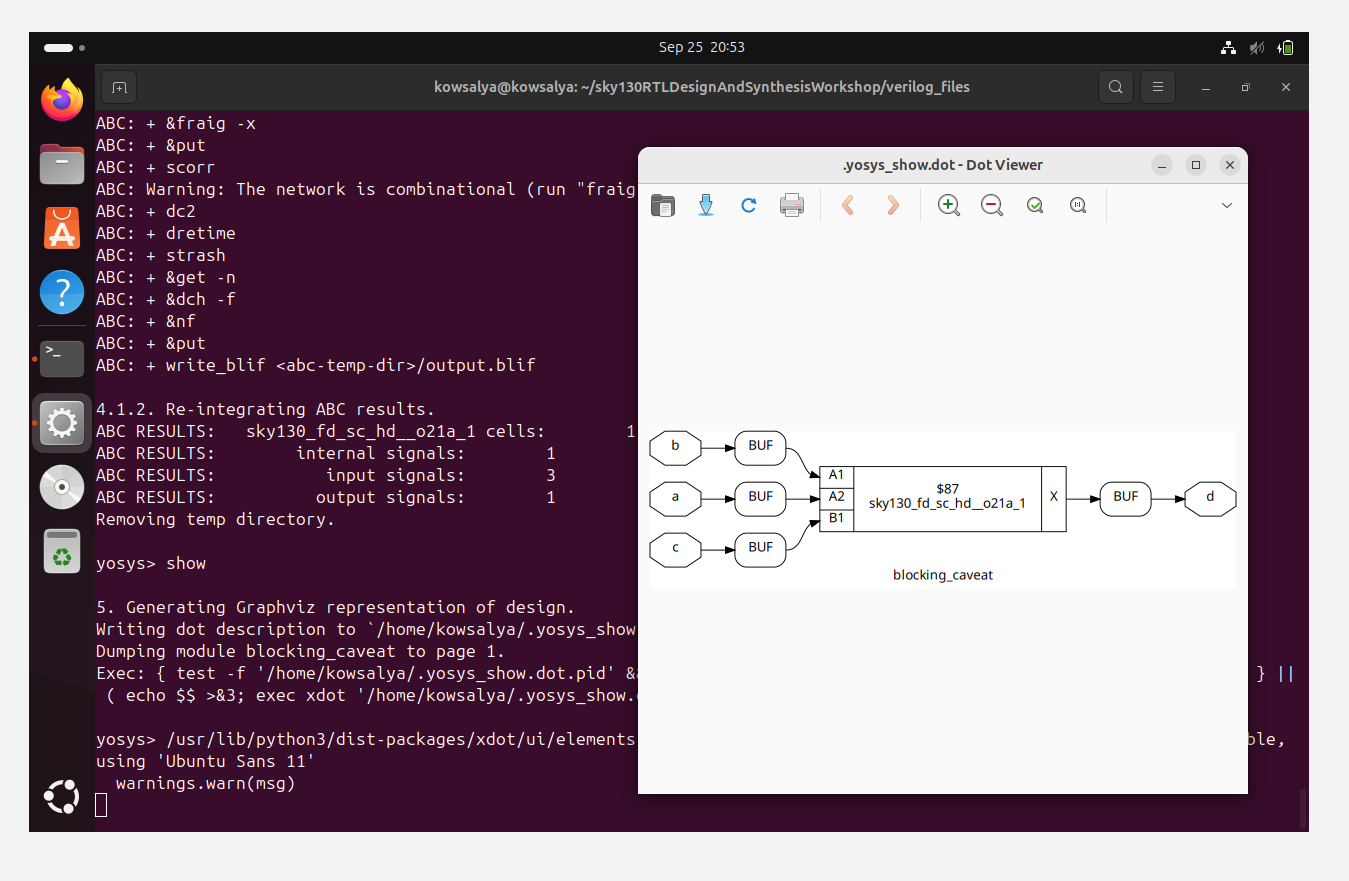 Sep 25 20:53
kowsalya@kowsalya: ~/sky130RTLDesignAndSynthesisWorkshop/verilog_files
ABC: + &fraig -x
ABC: + &put
ABC: + scorr
ABC: Warning: The network is combinational (run "fraig
ABC: + dc2
ABC: + dretime
ABC: + strash
ABC: + &get -n
ABC: + &dch -f
ABC: + &nf
ABC: + &put
ABC: + write_blif <abc-temp-dir>/output.blif
4.1.2. Re-integrating ABC results.
ABC RESULTS:   sky130_fd_sc_hd__o21a_1 cells:        1
ABC RESULTS:        internal signals:        1
ABC RESULTS:           input signals:        3
ABC RESULTS:          output signals:        1
Removing temp directory.
yosys> show
5. Generating Graphviz representation of design.
Writing dot description to `/home/kowsalya/.yosys_show
Dumping module blocking_caveat to page 1.
Exec: { test -f '/home/kowsalya/.yosys_show.dot.pid' &
} ||
( echo $$ >&3; exec xdot '/home/kowsalya/.yosys_show.
yosys> /usr/lib/python3/dist-packages/xdot/ui/elements
ble,
using 'Ubuntu Sans 11'
warnings.warn(msg)
.yosys_show.dot - Dot Viewer
b BUF
a BUF
c BUF
A1
A2
B1
$87
sky130_fd_sc_hd__o21a_1
X
BUF
d
blocking_caveat